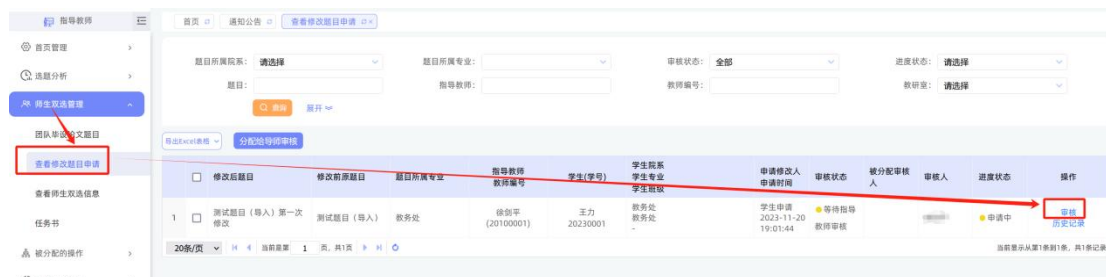 指导教师
首页 通知公告 查看修改题目申请
首页管理
选题分析
师生双选管理
团队毕设论文题目
查看修改题目申请
查看师生双选信息
任务书
被分配的操作
题目所属院系: 请选择 题目所属专业: 审核状态: 全部 进度状态: 请选择
题目: 指导教师: 教师编号: 教研室: 请选择
展开
导出Excel表格 分配给导师审核
修改后题目 修改前原题目 题目所属专业 指导教师 教师编号 学生(学号) 学生院系 学生专业 学生班级 申请修改人 申请时间 审核状态 被分配审核人 审核人 进度状态 操作
1 测试题目（导入）第一次修改 测试题目（导入） 教务处 徐剑平 (20100001) 王力 20230001 教务处 教务处 - 学生申请 2023-11-20 19:01:44 等待指导教师审核 申请中 审核 历史记录
20条/页 当前是第 1 页, 共1页 当前显示从第1条到1条, 共1条记录